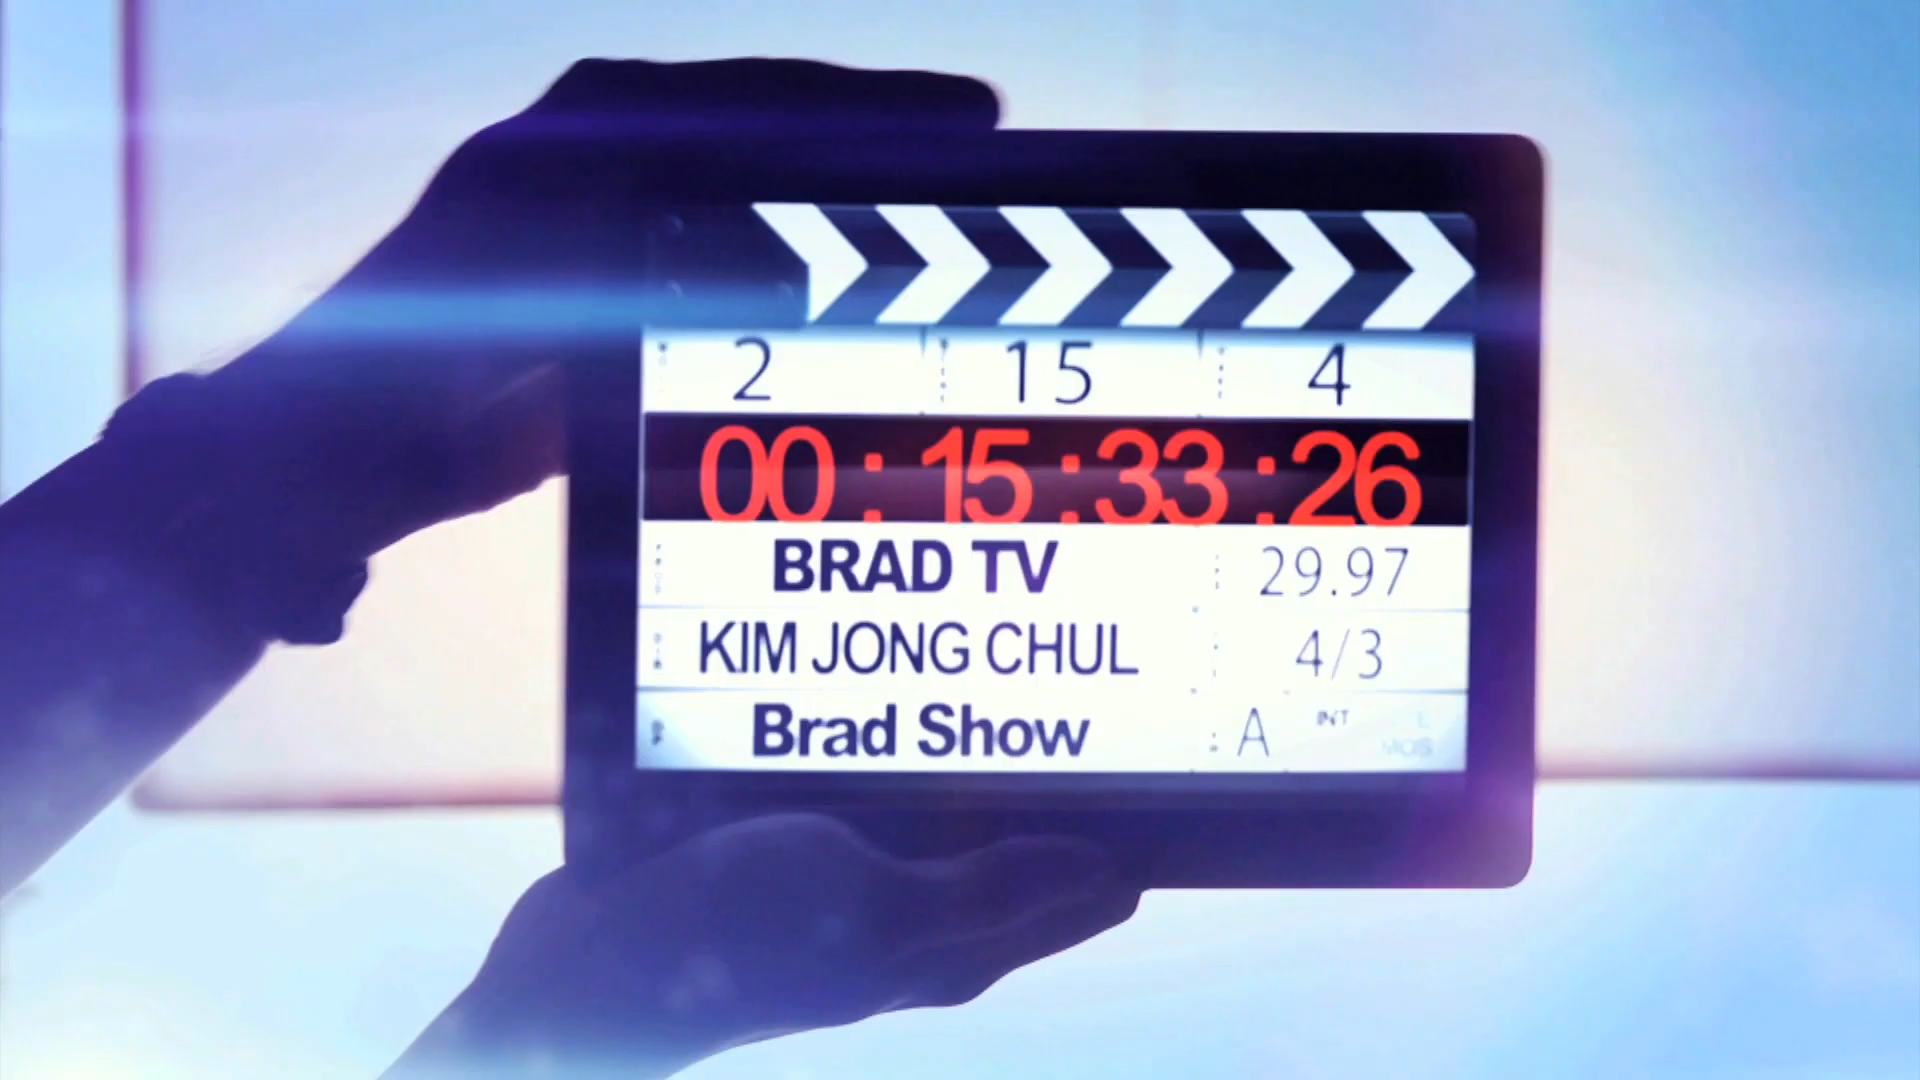 2 15 4
00:15:33:26
BRAD TV 29.97
KIM JONG CHUL 4/3
Brad Show A INT
MOS